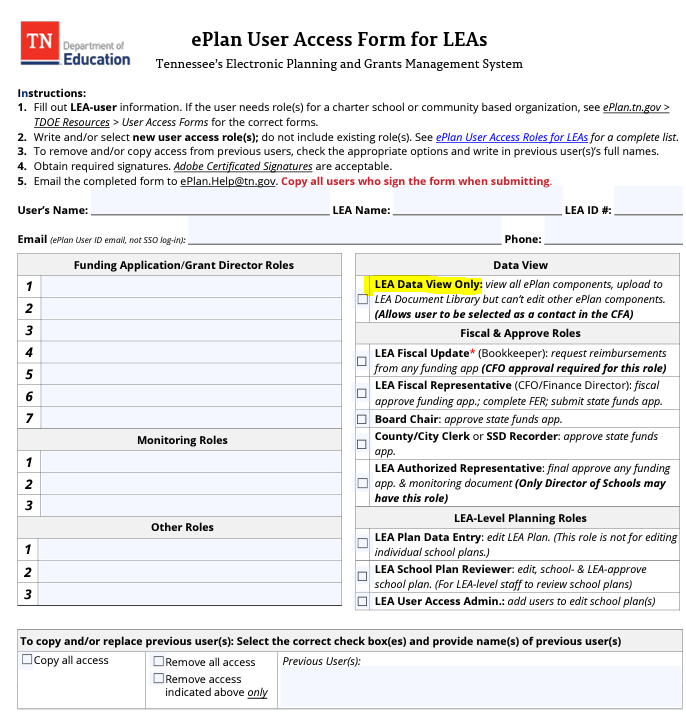 TN Department of Education
ePlan User Access Form for LEAs
Tennessee's Electronic Planning and Grants Management System
Instructions:
1. Fill out LEA-user information. If the user needs role(s) for a charter school or community based organization, see ePlan.tn.gov >
TDOE Resources > User Access Forms for the correct forms.
2. Write and/or select new user access role(s); do not include existing role(s). See ePlan User Access Roles for LEAs for a complete list.
3. To remove and/or copy access from previous users, check the appropriate options and write in previous user(s)'s full names.
4. Obtain required signatures. Adobe Certificated Signatures are acceptable.
5. Email the completed form to ePlan.Help@tn.gov. Copy all users who sign the form when submitting.
User's Name: LEA Name: LEA ID #:
Email (ePlan User ID email, not SSO log-in): Phone:
Funding Application/Grant Director Roles
1
2
3
4
5
6
7
Monitoring Roles
1
2
3
Other Roles
1
2
3
Data View
LEA Data View Only: view all ePlan components, upload to
LEA Document Library but can't edit other ePlan components.
(Allows user to be selected as a contact in the CFA)
Fiscal & Approve Roles
LEA Fiscal Update* (Bookkeeper): request reimbursements
from any funding app (CFO approval required for this role)
LEA Fiscal Representative (CFO/Finance Director): fiscal
approve funding app.; complete FER; submit state funds app.
Board Chair: approve state funds app.
County/City Clerk or SSD Recorder: approve state funds
app.
LEA Authorized Representative: final approve any funding
app. & monitoring document (Only Director of Schools may
have this role)
LEA-Level Planning Roles
LEA Plan Data Entry: edit LEA Plan. (This role is not for editing
individual school plans.)
LEA School Plan Reviewer: edit, school- & LEA-approve
school plan. (For LEA-level staff to review school plans)
LEA User Access Admin.: add users to edit school plan(s)
To copy and/or replace previous user(s): Select the correct check box(es) and provide name(s) of previous user(s)
Copy all access
Remove all access
Remove access
indicated above only
Previous User(s):